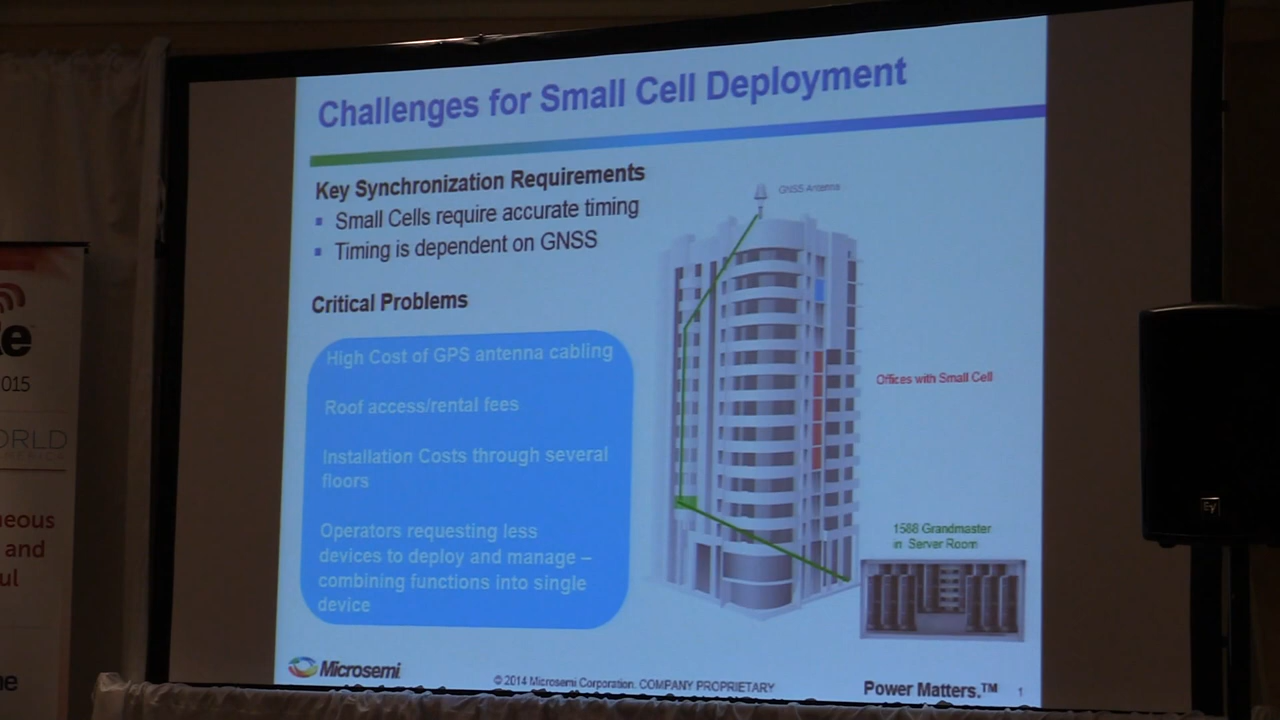 Challenges for Small Cell Deployment
Key Synchronization Requirements
Small Cells require accurate timing
Timing is dependent on GNSS
Critical Problems
High Cost of GPS antenna cabling
Roof access/rental fees
Installation Costs through several
floors
Operators requesting less
devices to deploy and manage –
combining functions into single
device
GNSS Antenna
Offices with Small Cell
1588 Grandmaster
in Server Room
Microsemi
© 2014 Microsemi Corporation. COMPANY PROPRIETARY
Power Matters.™
1
015
and
EV